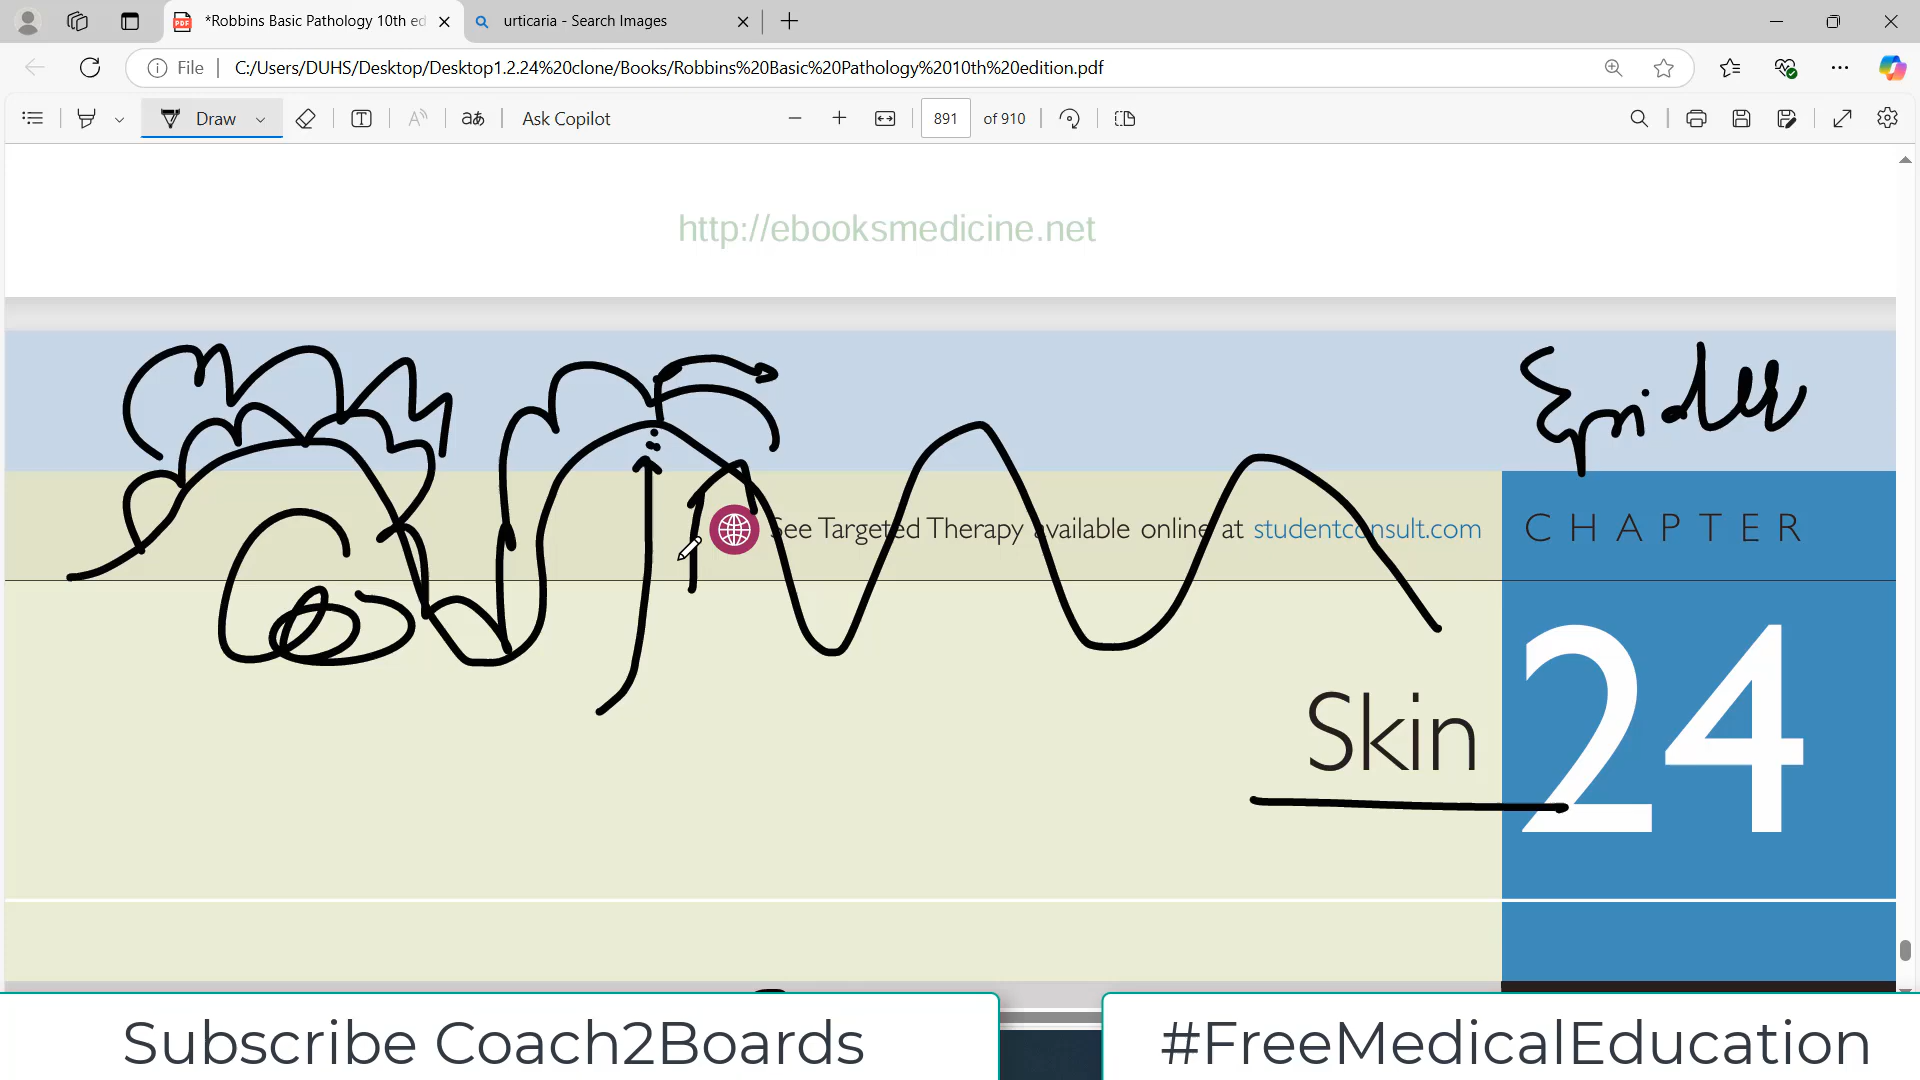 *Robbins Basic Pathology 10th ed
urticaria - Search Images
File
C:/Users/DUHS/Desktop/Desktop1.2.24%20clone/Books/Robbins%20Basic%20Pathology%2010th%20edition.pdf
Draw
Ask Copilot
891 of 910
http://ebooksmedicine.net
See Targeted Therapy available online at studentconsult.com
CHAPTER
24
Skin
Subscribe Coach2Boards
#FreeMedicalEducation